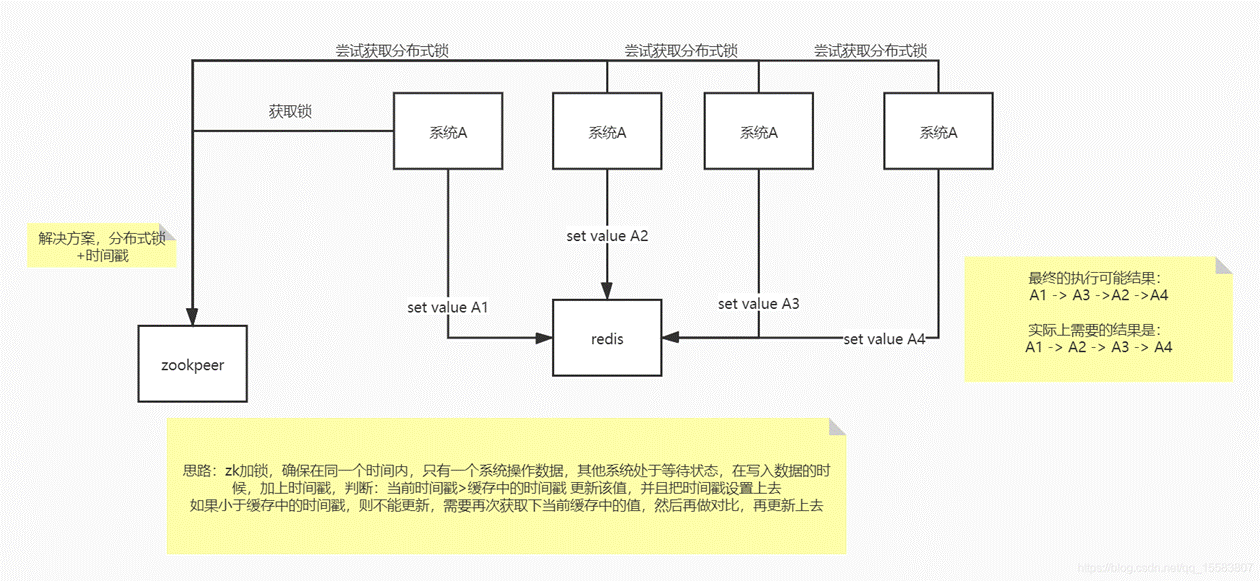 尝试获取分布式锁
尝试获取分布式锁
尝试获取分布式锁
获取锁
系统A
系统A
系统A
系统A
解决方案，分布式锁
+时间戳
set value A2
set value A1
set value A3
set value A4
redis
zookpeer
最终的执行可能结果：
A1 -> A3 ->A2 ->A4
实际上需要的结果是：
A1 -> A2 -> A3 -> A4
思路：zk加锁，确保在同一个时间内，只有一个系统操作数据，其他系统处于等待状态，在写入数据的时
候，加上时间戳，判断：当前时间戳>缓存中的时间戳 更新该值，并且把时间戳设置上去
如果小于缓存中的时间戳，则不能更新，需要再次获取下当前缓存中的值，然后再做对比，再更新上去
https://blog.csdn.net/qq_15583807